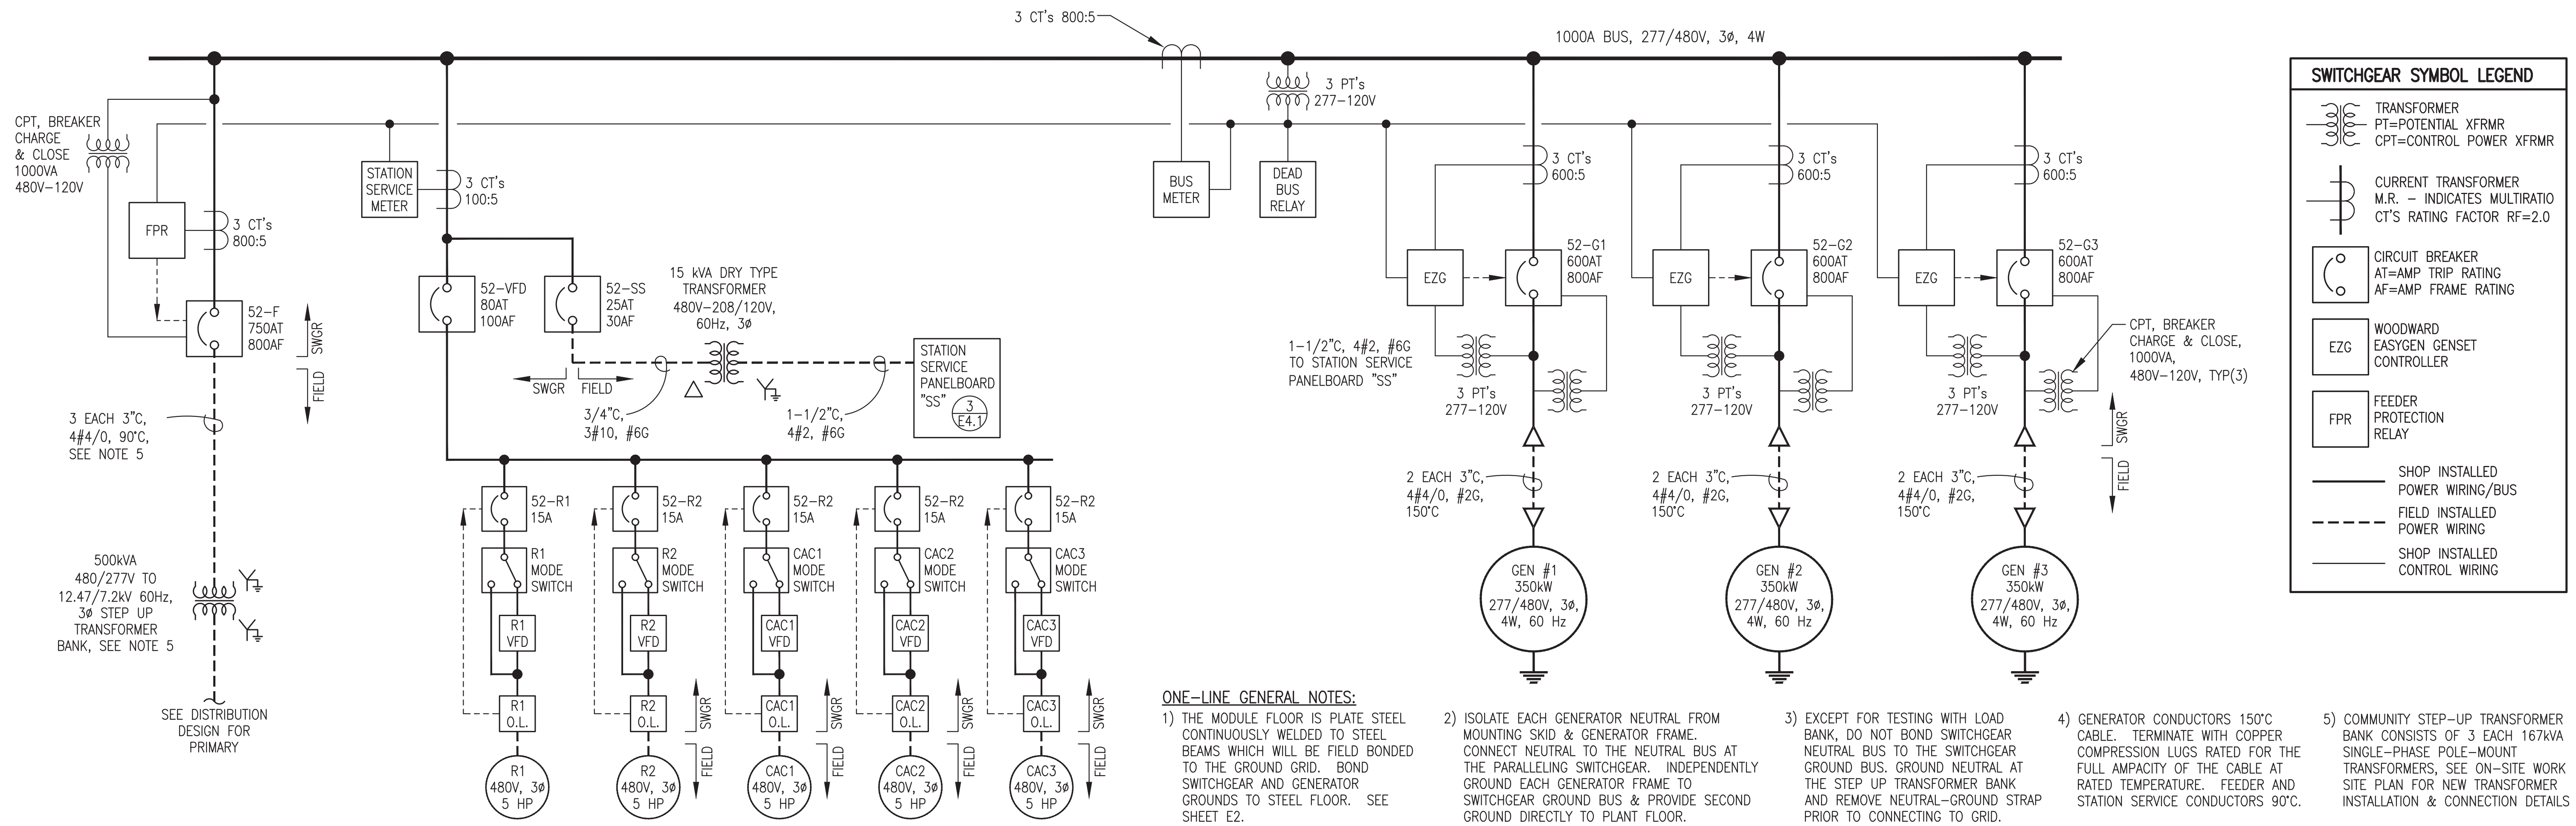 3 CT's 800:5
1000A BUS, 277/480V, 3ø, 4W
CPT, BREAKER
CHARGE
& CLOSE
1000VA
480V-120V
FPR
3 CT's
800:5
52-F
750AT
800AF
SWGR
FIELD
3 EACH 3"C,
4#4/0, 90°C,
SEE NOTE 5
500kVA
480/277V TO
12.47/7.2kV 60Hz,
3ø STEP UP
TRANSFORMER
BANK, SEE NOTE 5
SEE DISTRIBUTION
DESIGN FOR
PRIMARY
STATION
SERVICE
METER
3 CT's
100:5
52-VFD
80AT
100AF
52-SS
25AT
30AF
15 kVA DRY TYPE
TRANSFORMER
480V-208/120V,
60Hz, 3ø
SWGR
FIELD
3/4"C,
3#10, #6G
1-1/2"C,
4#2, #6G
STATION
SERVICE
PANELBOARD
"SS"
3
E4.1
52-R1
15A
R1
MODE
SWITCH
R1
VFD
R1
O.L.
R1
480V, 3ø
5 HP
52-R2
15A
R2
MODE
SWITCH
R2
VFD
R2
O.L.
SWGR
FIELD
R2
480V, 3ø
5 HP
52-R2
15A
CAC1
MODE
SWITCH
CAC1
VFD
CAC1
O.L.
SWGR
FIELD
CAC1
480V, 3ø
5 HP
52-R2
15A
CAC2
MODE
SWITCH
CAC2
VFD
CAC2
O.L.
SWGR
FIELD
CAC2
480V, 3ø
5 HP
52-R2
15A
CAC3
MODE
SWITCH
CAC3
VFD
CAC3
O.L.
SWGR
FIELD
CAC3
480V, 3ø
5 HP
BUS
METER
3 PT's
277-120V
DEAD
BUS
RELAY
1-1/2"C, 4#2, #6G
TO STATION SERVICE
PANELBOARD "SS"
3 CT's
600:5
EZG
52-G1
600AT
800AF
3 PT's
277-120V
2 EACH 3"C,
4#4/0, #2G,
150°C
GEN #1
350kW
277/480V, 3ø,
4W, 60 Hz
3 CT's
600:5
EZG
52-G2
600AT
800AF
3 PT's
277-120V
2 EACH 3"C,
4#4/0, #2G,
150°C
GEN #2
350kW
277/480V, 3ø,
4W, 60 Hz
3 CT's
600:5
EZG
52-G3
600AT
800AF
3 PT's
277-120V
CPT, BREAKER
CHARGE & CLOSE,
1000VA,
480V-120V, TYP(3)
SWGR
FIELD
2 EACH 3"C,
4#4/0, #2G,
150°C
GEN #3
350kW
277/480V, 3ø,
4W, 60 Hz
SWITCHGEAR SYMBOL LEGEND
TRANSFORMER
PT=POTENTIAL XFRMR
CPT=CONTROL POWER XFRMR
CURRENT TRANSFORMER
M.R. - INDICATES MULTIRATIO
CT'S RATING FACTOR RF=2.0
CIRCUIT BREAKER
AT=AMP TRIP RATING
AF=AMP FRAME RATING
EZG
WOODWARD
EASYGEN GENSET
CONTROLLER
FPR
FEEDER
PROTECTION
RELAY
SHOP INSTALLED
POWER WIRING/BUS
FIELD INSTALLED
POWER WIRING
SHOP INSTALLED
CONTROL WIRING
ONE-LINE GENERAL NOTES:
1) THE MODULE FLOOR IS PLATE STEEL
CONTINUOUSLY WELDED TO STEEL
BEAMS WHICH WILL BE FIELD BONDED
TO THE GROUND GRID. BOND
SWITCHGEAR AND GENERATOR
GROUNDS TO STEEL FLOOR. SEE
SHEET E2.
2) ISOLATE EACH GENERATOR NEUTRAL FROM
MOUNTING SKID & GENERATOR FRAME.
CONNECT NEUTRAL TO THE NEUTRAL BUS AT
THE PARALLELING SWITCHGEAR. INDEPENDENTLY
GROUND EACH GENERATOR FRAME TO
SWITCHGEAR GROUND BUS & PROVIDE SECOND
GROUND DIRECTLY TO PLANT FLOOR.
3) EXCEPT FOR TESTING WITH LOAD
BANK, DO NOT BOND SWITCHGEAR
NEUTRAL BUS TO THE SWITCHGEAR
GROUND BUS. GROUND NEUTRAL AT
THE STEP UP TRANSFORMER BANK
AND REMOVE NEUTRAL-GROUND STRAP
PRIOR TO CONNECTING TO GRID.
4) GENERATOR CONDUCTORS 150°C
CABLE. TERMINATE WITH COPPER
COMPRESSION LUGS RATED FOR THE
FULL AMPACITY OF THE CABLE AT
RATED TEMPERATURE. FEEDER AND
STATION SERVICE CONDUCTORS 90°C.
5) COMMUNITY STEP-UP TRANSFORMER
BANK CONSISTS OF 3 EACH 167kVA
SINGLE-PHASE POLE-MOUNT
TRANSFORMERS, SEE ON-SITE WORK
SITE PLAN FOR NEW TRANSFORMER
INSTALLATION & CONNECTION DETAILS